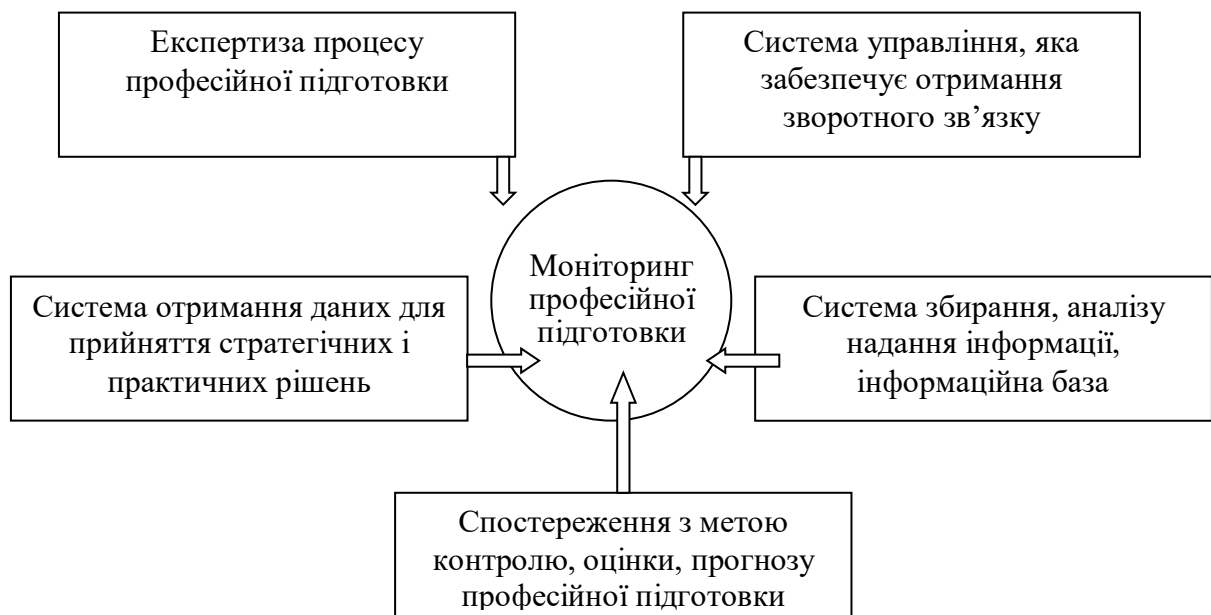 Експертиза процесу
професійної підготовки
Система управління, яка
забезпечує отримання
зворотного зв’язку
Моніторинг
професійної
підготовки
Система отримання даних для
прийняття стратегічних і
практичних рішень
Система збирання, аналізу
надання інформації,
інформаційна база
Спостереження з метою
контролю, оцінки, прогнозу
професійної підготовки